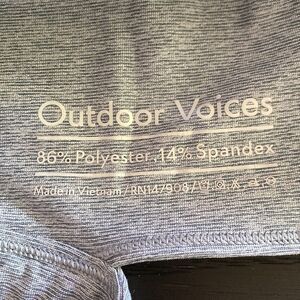 Outdoor Voices
86% Polyester 14% Spandex
Made in Vietnam / RN147908 /